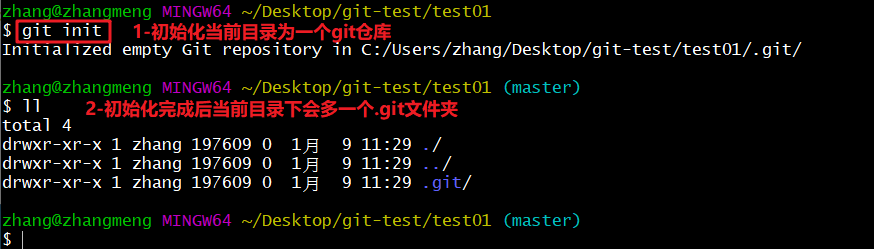 zhang@zhangmeng MINGW64 ~/Desktop/git-test/test01
$ git init 1-初始化当前目录为一个git仓库
Initialized empty Git repository in C:/Users/zhang/Desktop/git-test/test01/.git/
zhang@zhangmeng MINGW64 ~/Desktop/git-test/test01 (master)
$ ll 2-初始化完成后当前目录下会多一个.git文件夹
total 4
drwxr-xr-x 1 zhang 197609 0 1月 9 11:29 ./
drwxr-xr-x 1 zhang 197609 0 1月 9 11:29 ../
drwxr-xr-x 1 zhang 197609 0 1月 9 11:29 .git/
zhang@zhangmeng MINGW64 ~/Desktop/git-test/test01 (master)
$